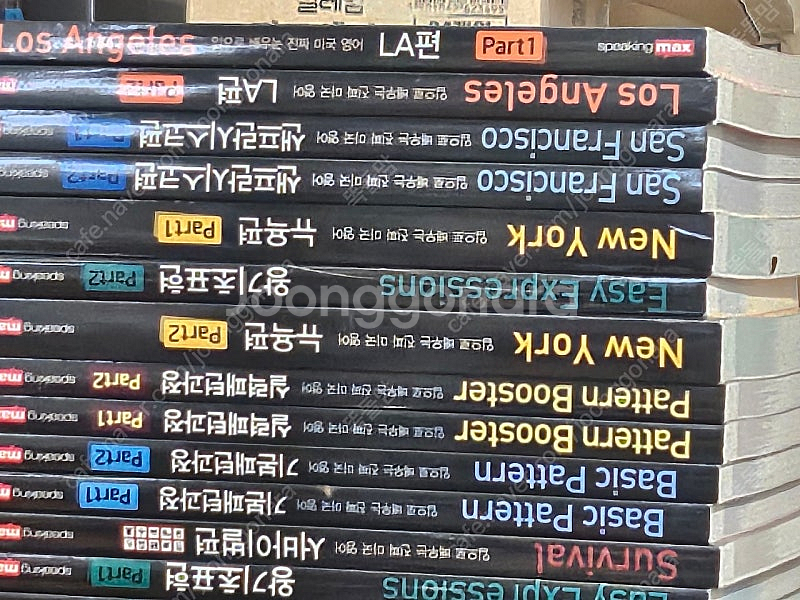 Los Angeles 입으로 배우는 진짜 미국 영어 LA편 Part1 speaking max
Los Angeles 입으로 배우는 진짜 미국 영어 LA편
San Francisco 입으로 배우는 진짜 미국 영어 샌프란시스코편 Part1
San Francisco 입으로 배우는 진짜 미국 영어 샌프란시스코편 Part2
New York 입으로 배우는 진짜 미국 영어 뉴욕편 Part1 speaking max
Easy Expressions 왕기초표현 Part2 speaking max
New York 입으로 배우는 진짜 미국 영어 뉴욕편 Part2 speaking max
Pattern Booster 입으로 배우는 진짜 미국 영어 실력패턴과정 Part2 speaking max
Pattern Booster 입으로 배우는 진짜 미국 영어 실력패턴과정 Part1 speaking max
Basic Pattern 입으로 배우는 진짜 미국 영어 기본패턴과정 Part2 speaking max
Basic Pattern 입으로 배우는 진짜 미국 영어 기본패턴과정 Part1 speaking max
Survival 입으로 배우는 진짜 미국 영어 서바이벌편 speaking max
Easy Expressions 왕기초표현 Part1 speaking max
joonggonara